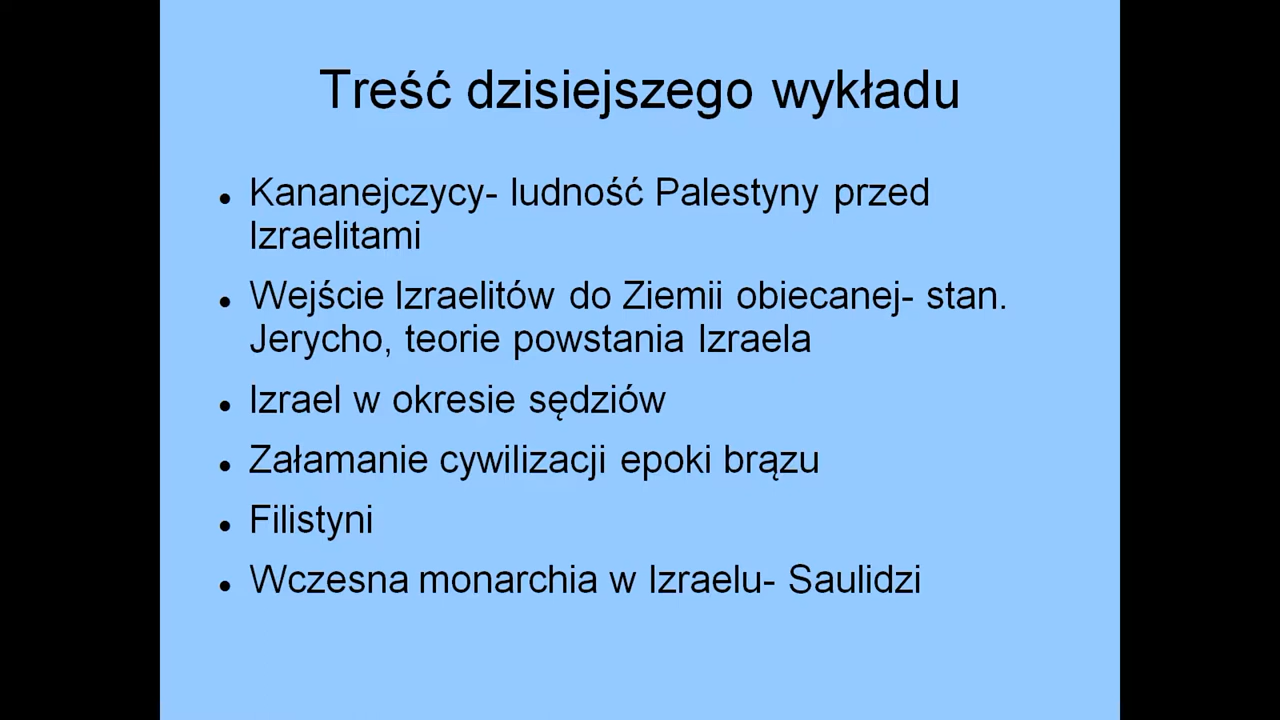 Treść dzisiejszego wykładu
Kananejczycy- ludność Palestyny przed
Izraelitami
Wejście Izraelitów do Ziemii obiecanej- stan.
Jerycho, teorie powstania Izraela
Izrael w okresie sędziów
Załamanie cywilizacji epoki brązu
Filistyni
Wczesna monarchia w Izraelu- Saulidzi